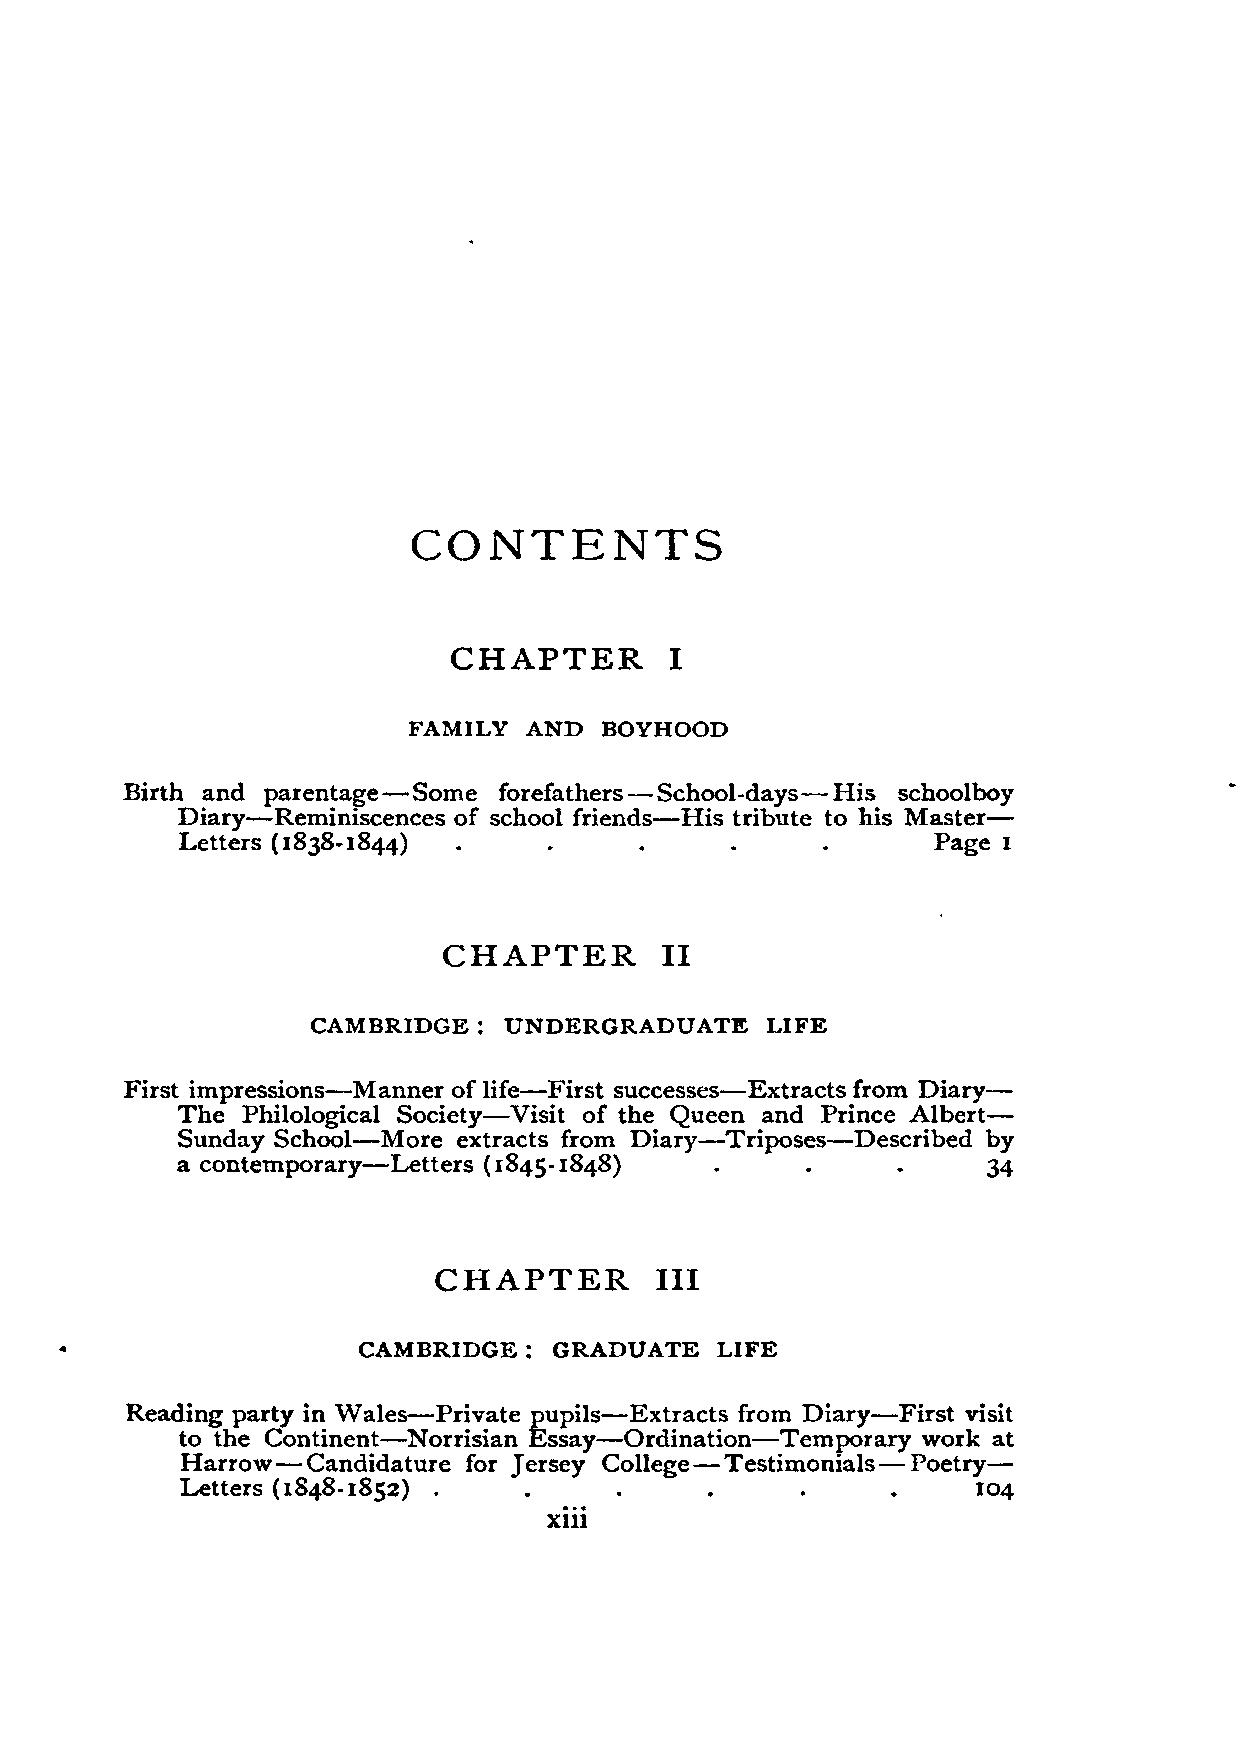 CONTENTS
CHAPTER I
FAMILY AND BOYHOOD
Birth and parentage—Some forefathers—School-days—His schoolboy
Diary—Reminiscences of school friends—His tribute to his Master—
Letters (1838-1844) . . . . . Page 1
CHAPTER II
CAMBRIDGE: UNDERGRADUATE LIFE
First impressions—Manner of life—First successes—Extracts from Diary—
The Philological Society—Visit of the Queen and Prince Albert—
Sunday School—More extracts from Diary—Triposes—Described by
a contemporary—Letters (1845-1848) . . . 34
CHAPTER III
CAMBRIDGE: GRADUATE LIFE
Reading party in Wales—Private pupils—Extracts from Diary—First visit
to the Continent—Norrisian Essay—Ordination—Temporary work at
Harrow—Candidature for Jersey College—Testimonials—Poetry—
Letters (1848-1852) . . . . . . 104
xiii